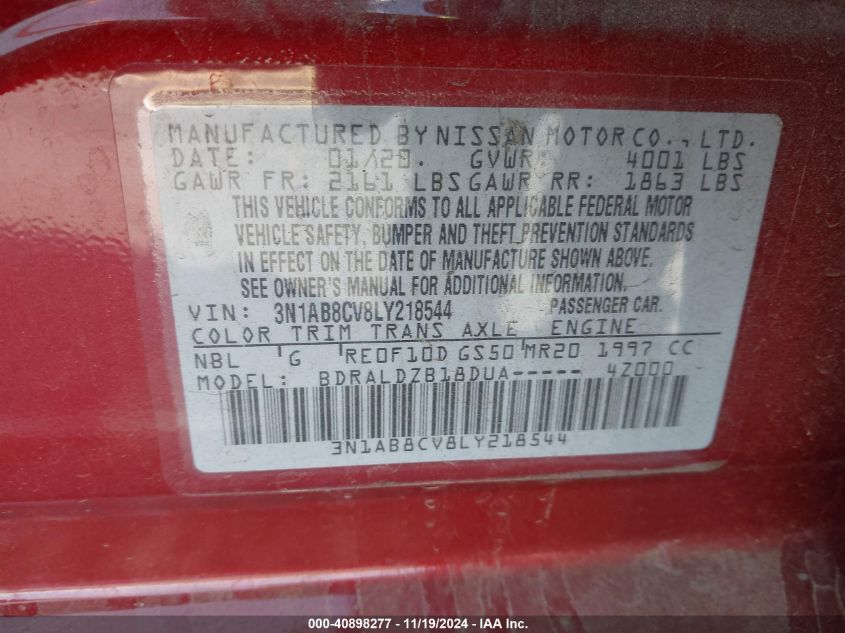 MANUFACTURED BY NISSAN MOTOR CO., LTD.
DATE: 01/20. GVWR: 4001 LBS
GAWR FR: 2161 LBS GAWR RR: 1863 LBS
THIS VEHICLE CONFORMS TO ALL APPLICABLE FEDERAL MOTOR
VEHICLE SAFETY, BUMPER AND THEFT PREVENTION STANDARDS
IN EFFECT ON THE DATE OF MANUFACTURE SHOWN ABOVE.
SEE OWNER'S MANUAL FOR ADDITIONAL INFORMATION.
VIN: 3N1AB8CV8LY218544 PASSENGER CAR.
COLOR TRIM TRANS AXLE ENGINE
NBL G RE0F10D GS50 MR20 1997 CC
MODEL: BDRALDZB18DUA----- 4Z000
3N1AB8CV8LY218544
000-40898277 - 11/19/2024 - IAA Inc.